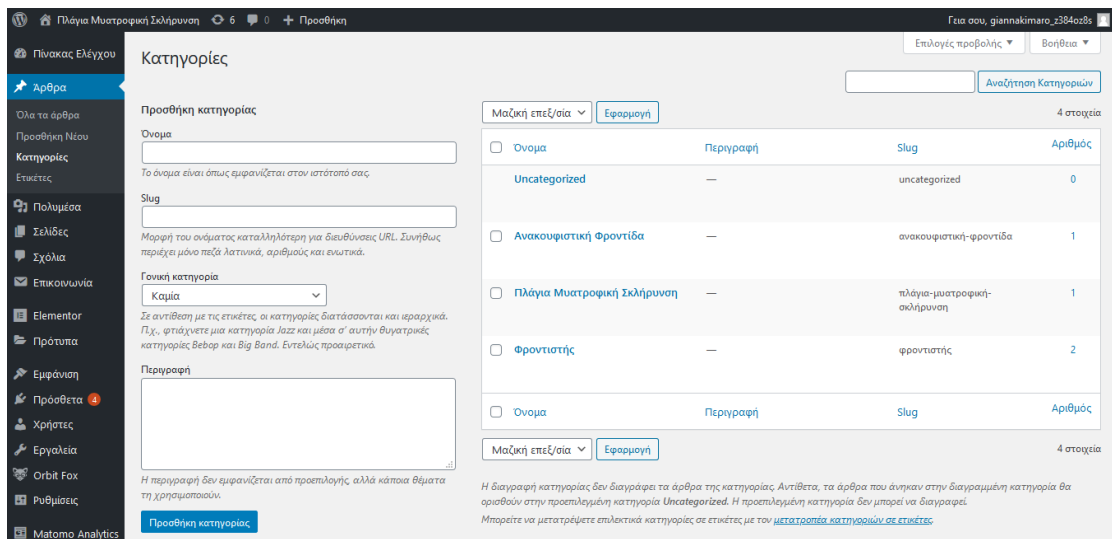 Πλάγια Μυατροφική Σκλήρυνση 6 0 Προσθήκη
Γεια σου, giannakimaro_z384oz8s
Πίνακας Ελέγχου
Άρθρα
Όλα τα άρθρα
Προσθήκη Νέου
Κατηγορίες
Ετικέτες
Πολυμέσα
Σελίδες
Σχόλια
Επικοινωνία
Elementor
Πρότυπα
Εμφάνιση
Πρόσθετα 4
Χρήστες
Εργαλεία
Orbit Fox
Ρυθμίσεις
Matomo Analytics
Κατηγορίες
Επιλογές προβολής Βοήθεια
Αναζήτηση Κατηγοριών
Προσθήκη κατηγορίας
Όνομα
Το όνομα είναι όπως εμφανίζεται στον ιστότοπό σας.
Slug
Μορφή του ονόματος καταλληλότερη για διευθύνσεις URL. Συνήθως
περιέχει μόνο πεζά λατινικά, αριθμούς και ενωτικά.
Γονική κατηγορία
Καμία
Σε αντίθεση με τις ετικέτες, οι κατηγορίες διατάσσονται και ιεραρχικά.
Π.χ., φτιάχνετε μια κατηγορία Jazz και μέσα σ' αυτήν θυγατρικές
κατηγορίες Bebop και Big Band. Εντελώς προαιρετικό.
Περιγραφή
Η περιγραφή δεν εμφανίζεται από προεπιλογής, αλλά κάποια θέματα
τη χρησιμοποιούν.
Προσθήκη κατηγορίας
Μαζική επεξ/σία Εφαρμογή 4 στοιχεία
Όνομα Περιγραφή Slug Αριθμός
Uncategorized — uncategorized 0
Ανακουφιστική Φροντίδα — ανακουφιστική-φροντίδα 1
Πλάγια Μυατροφική Σκλήρυνση — πλάγια-μυατροφική- 1
σκλήρυνση
Φροντιστής — φροντιστής 2
Όνομα Περιγραφή Slug Αριθμός
Μαζική επεξ/σία Εφαρμογή 4 στοιχεία
Η διαγραφή κατηγορίας δεν διαγράφει τα άρθρα της κατηγορίας. Αντίθετα, τα άρθρα που άνηκαν στην διαγραμμένη κατηγορία θα
ορισθούν στην προεπιλεγμένη κατηγορία Uncategorized. Η προεπιλεγμένη κατηγορία δεν μπορεί να διαγραφεί.
Μπορείτε να μετατρέψετε επιλεκτικά κατηγορίες σε ετικέτες με τον μετατροπέα κατηγοριών σε ετικέτες.